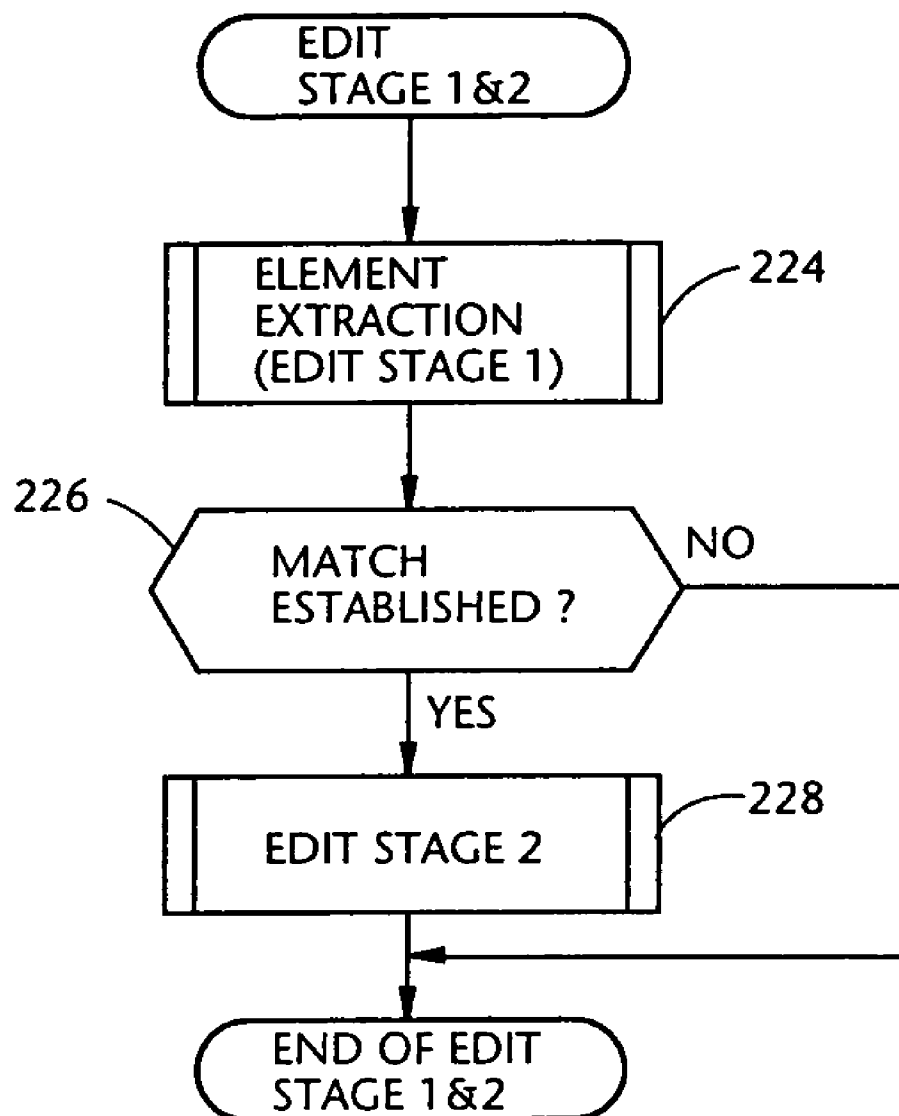 EDIT
STAGE 1&2
ELEMENT
EXTRACTION
(EDIT STAGE 1)
224
226
MATCH
ESTABLISHED ?
NO
YES
EDIT STAGE 2
228
END OF EDIT
STAGE 1&2